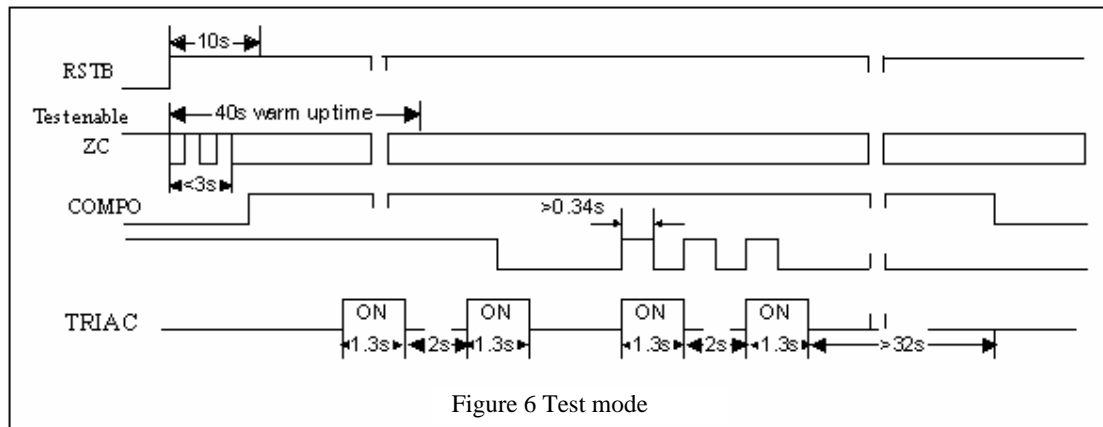 10s
RSTB
Testenable
40s warm uptime
ZC
<3s
COMPO
>0.34s
ON ON ON ON
TRIAC
1.3s 2s 1.3s 1.3s 2s 1.3s >32s
Figure 6 Test mode